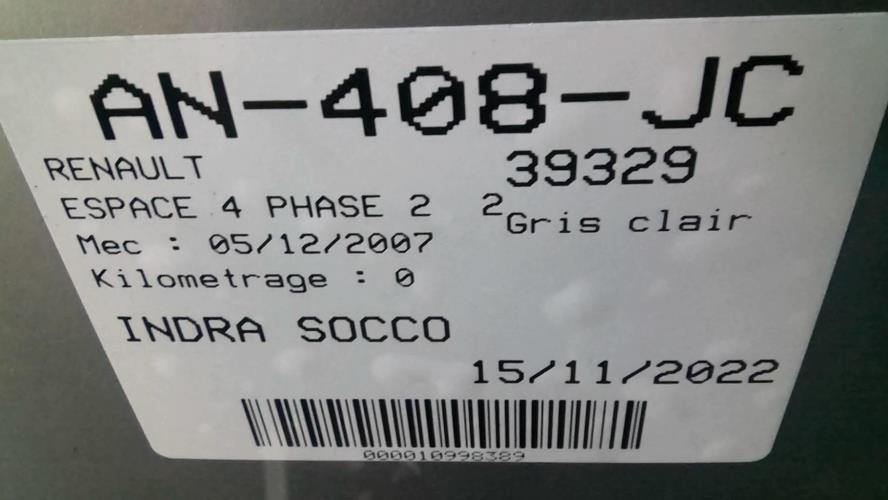 AN-408-JC
RENAULT 39329
ESPACE 4 PHASE 2 2 Gris clair
Mec : 05/12/2007
Kilometrage : 0
INDRA SOCCO
15/11/2022
000010998389